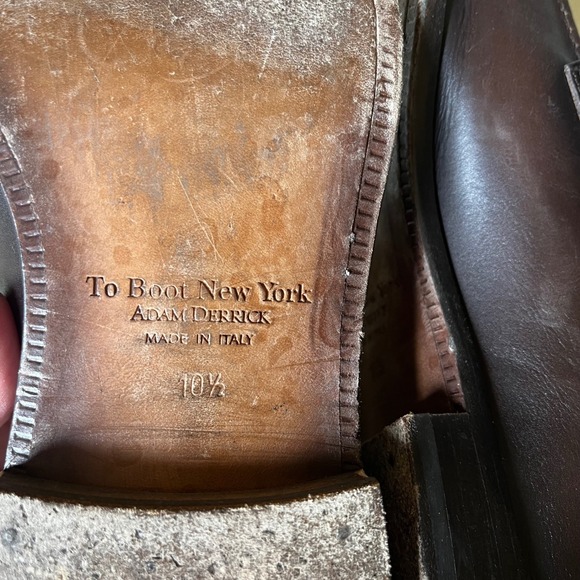 To Boot New York
ADAM DERRICK
MADE IN ITALY
10½